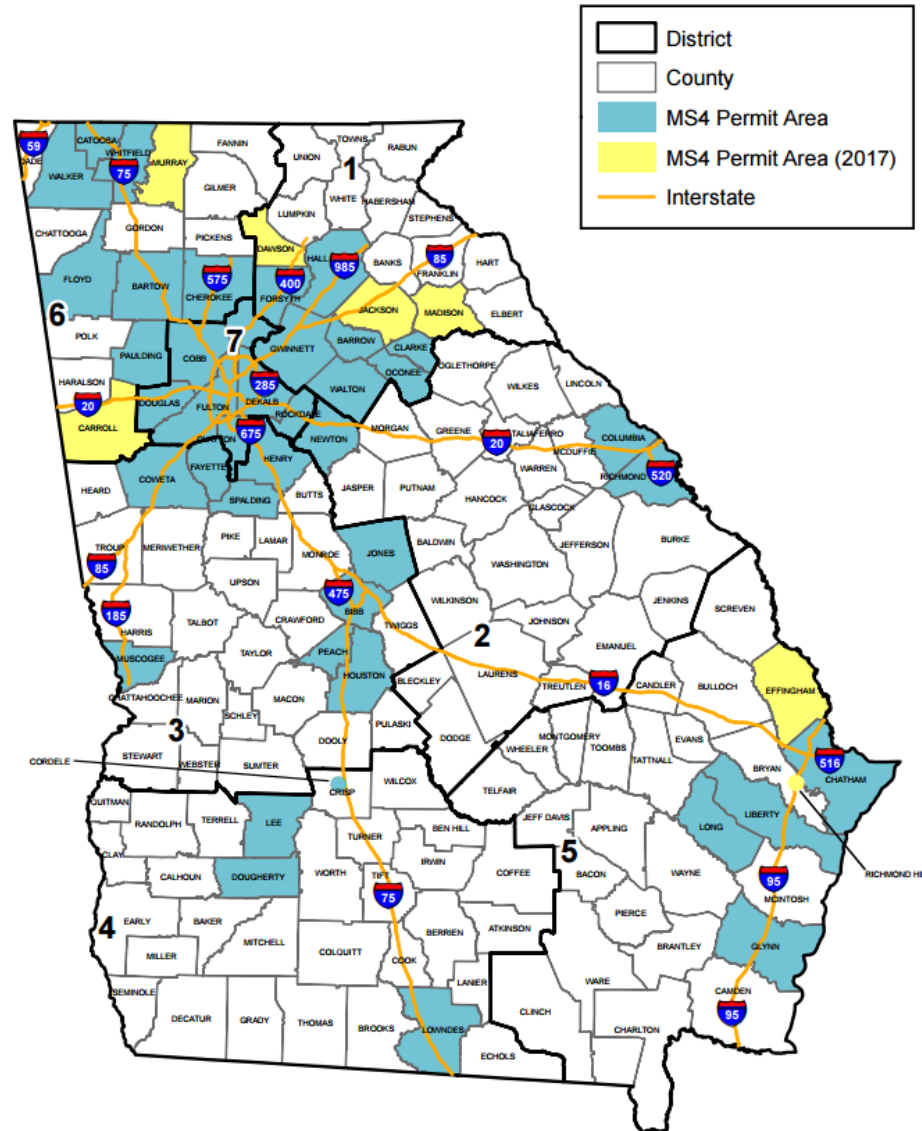 District
County
MS4 Permit Area
MS4 Permit Area (2017)
Interstate
59
CATOOSA
WHITFIELD
MURRAY
FANNIN
TOWNS
RABUN
UNION
1
WALKER
75
GILMER
WHITE
HABERSHAM
LUMPKIN
STEPHENS
CHATTOOGA
GORDON
PICKENS
DAWSON
HALL
985
BANKS
85
FRANKLIN
HART
FLOYD
BARTOW
575
CHEROKEE
400
FORSYTH
JACKSON
MADISON
ELBERT
6
7
POLK
PAULDING
COBB
GWINNETT
BARROW
CLARKE
OCONEE
OGLETHORPE
WILKES
LINCOLN
HARALSON
20
DOUGLAS
FULTON
285
DEKALB
ROCKDALE
WALTON
MORGAN
GREENE
20
TALIAFERRO
MCDUFFIE
COLUMBIA
CARROLL
675
HENRY
NEWTON
WARREN
RICHMOND
520
COWETA
FAYETTE
SPALDING
BUTTS
JASPER
PUTNAM
HANCOCK
GLASCOCK
HEARD
PIKE
LAMAR
MONROE
JONES
BALDWIN
JEFFERSON
BURKE
TROUP
MERIWETHER
UPSON
WASHINGTON
85
475
BIBB
WILKINSON
JENKINS
SCREVEN
185
HARRIS
TALBOT
CRAWFORD
TWIGGS
JOHNSON
EMANUEL
TAYLOR
PEACH
HOUSTON
2
MUSCOGEE
BLECKLEY
LAURENS
TREUTLEN
16
CANDLER
BULLOCH
EFFINGHAM
CHATTAHOOCHEE
MARION
MACON
SCHLEY
PULASKI
DODGE
MONTGOMERY
EVANS
3
DOOLY
WHEELER
TOOMBS
TATTNALL
BRYAN
516
CHATHAM
STEWART
WEBSTER
SUMTER
TELFAIR
CORDELE
CRISP
WILCOX
QUITMAN
RANDOLPH
TERRELL
LEE
TURNER
BEN HILL
JEFF DAVIS
APPLING
LONG
LIBERTY
CLAY
CALHOUN
DOUGHERTY
WORTH
TIFT
IRWIN
COFFEE
5
BACON
WAYNE
RICHMOND HI
75
95
MCINTOSH
4
EARLY
BAKER
MITCHELL
BERRIEN
ATKINSON
PIERCE
MILLER
COLQUITT
COOK
BRANTLEY
GLYNN
LANIER
WARE
SEMINOLE
CLINCH
CAMDEN
DECATUR
GRADY
THOMAS
BROOKS
LOWNDES
CHARLTON
95
ECHOLS